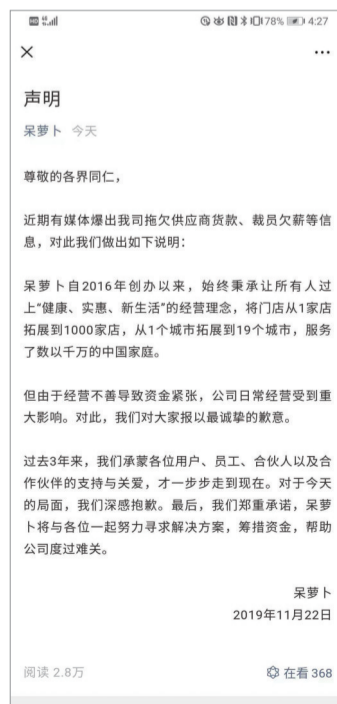 78% 4:27
声明
呆萝卜 今天
尊敬的各界同仁，
近期有媒体爆出我司拖欠供应商货款、裁员欠薪等信
息，对此我们做出如下说明：
呆萝卜自2016年创办以来，始终秉承让所有人过
上“健康、实惠、新生活”的经营理念，将门店从1家店
拓展到1000家店，从1个城市拓展到19个城市，服务
了数以千万的中国家庭。
但由于经营不善导致资金紧张，公司日常经营受到重
大影响。对此，我们对大家报以最诚挚的歉意。
过去3年来，我们承蒙各位用户、员工、合伙人以及合
作伙伴的支持与关爱，才一步步走到现在。对于今天
的局面，我们深感抱歉。最后，我们郑重承诺，呆萝
卜将与各位一起努力寻求解决方案，筹措资金，帮助
公司度过难关。
呆萝卜
2019年11月22日
阅读 2.8万 在看 368